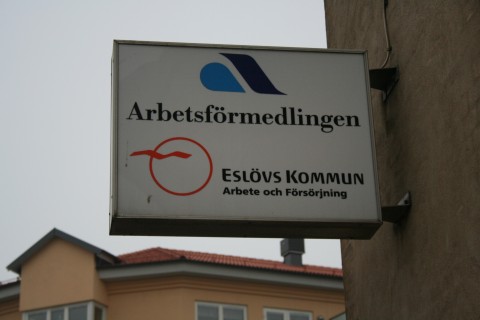 Arbetsförmedlingen
ESLÖVS KOMMUN
Arbete och Försörjning